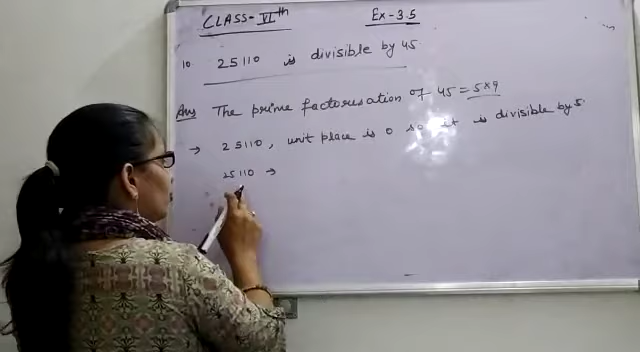 CLASS-VIth Ex-3.5
10. 25110 is divisible by 45
Ans The prime factorisation of 45 = 5×9
→ 25110, unit place is 0 so it is divisible by 5.
25110 →